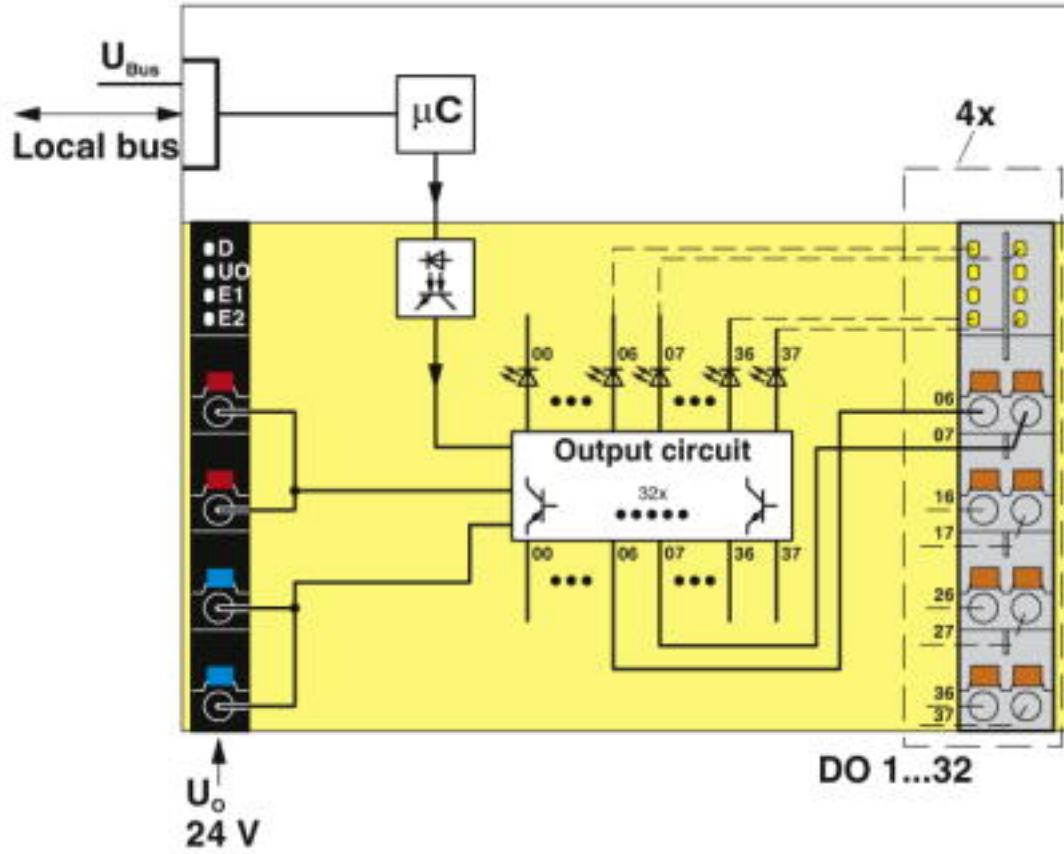 U Bus
Local bus
µC
4x
D
UO
E1
E2
00 06 07 36 37
Output circuit
32x
00 06 07 36 37
06
07
16
17
26
27
36
37
DO 1...32
Uo
24 V